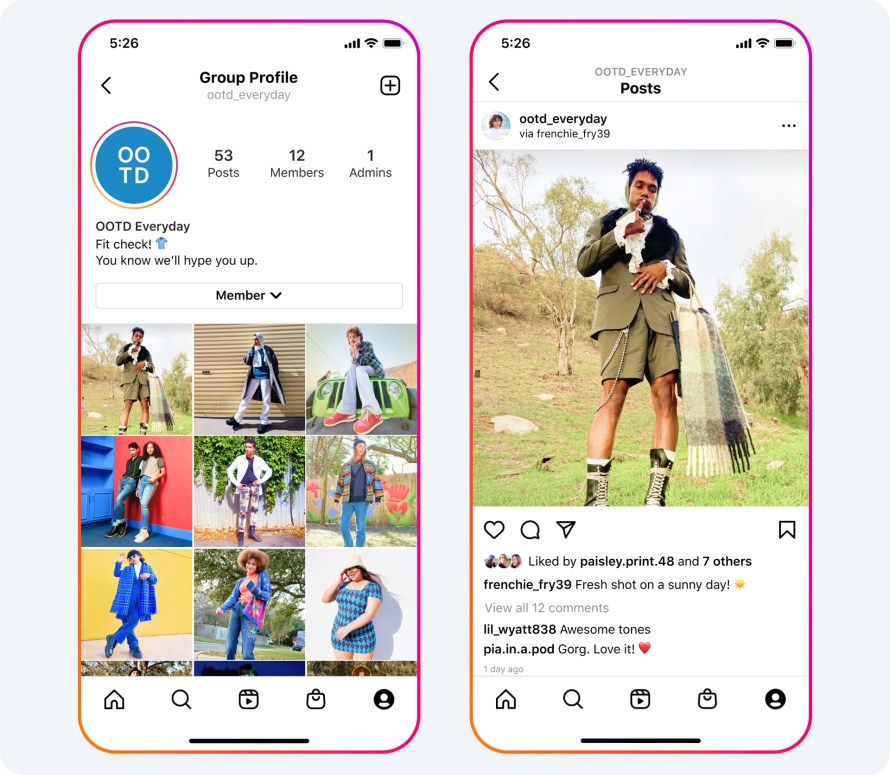 5:26
Group Profile
ootd_everyday
OO
TD
53
Posts
12
Members
1
Admins
OOTD Everyday
Fit check! 👕
You know we'll hype you up.
Member
5:26
OOTD_EVERYDAY
Posts
ootd_everyday
via frenchie_fry39
Liked by paisley.print.48 and 7 others
frenchie_fry39 Fresh shot on a sunny day! ☀️
View all 12 comments
lil_wyatt838 Awesome tones
pia.in.a.pod Gorg. Love it! ❤️
1 day ago